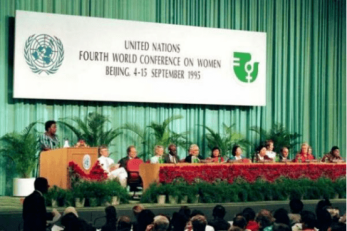 UNITED NATIONS
FOURTH WORLD CONFERENCE ON WOMEN
BEIJING, 4-15 SEPTEMBER 1995